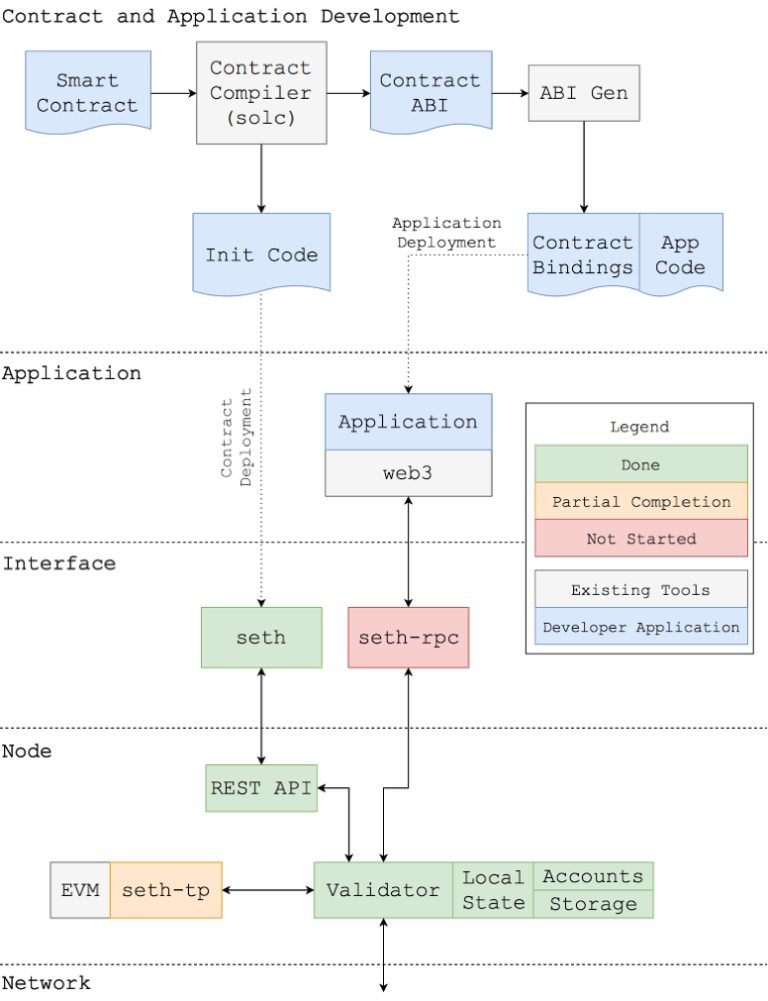 Contract and Application Development
Smart
Contract
Contract
Compiler
(solc)
Contract
ABI
ABI Gen
Init Code
Application
Deployment
Contract
Bindings
App
Code
Application
Contract
Deployment
Application
web3
Legend
Done
Partial Completion
Not Started
Existing Tools
Developer Application
Interface
seth
seth-rpc
Node
REST API
EVM
seth-tp
Validator
Local
State
Accounts
Storage
Network